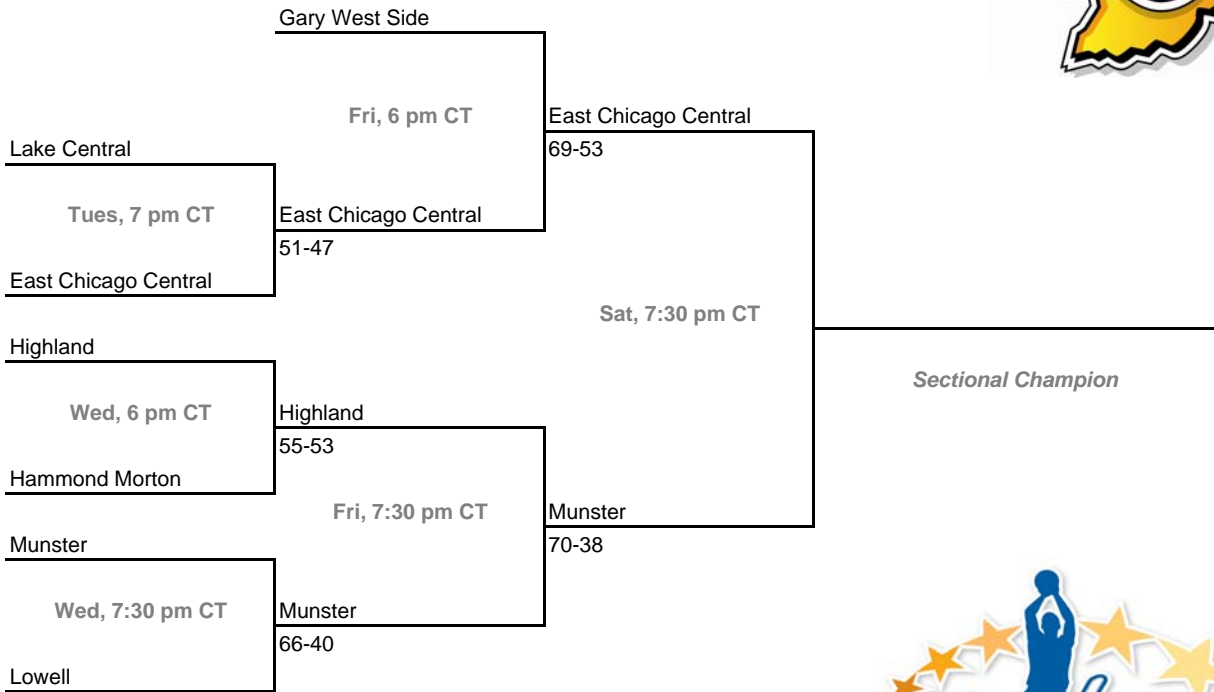 Gary West Side
Fri, 6 pm CT
East Chicago Central
Lake Central
69-53
Tues, 7 pm CT
East Chicago Central
51-47
East Chicago Central
Sat, 7:30 pm CT
Highland
Sectional Champion
Wed, 6 pm CT
Highland
55-53
Hammond Morton
Fri, 7:30 pm CT
Munster
Munster
70-38
Wed, 7:30 pm CT
Munster
66-40
Lowell